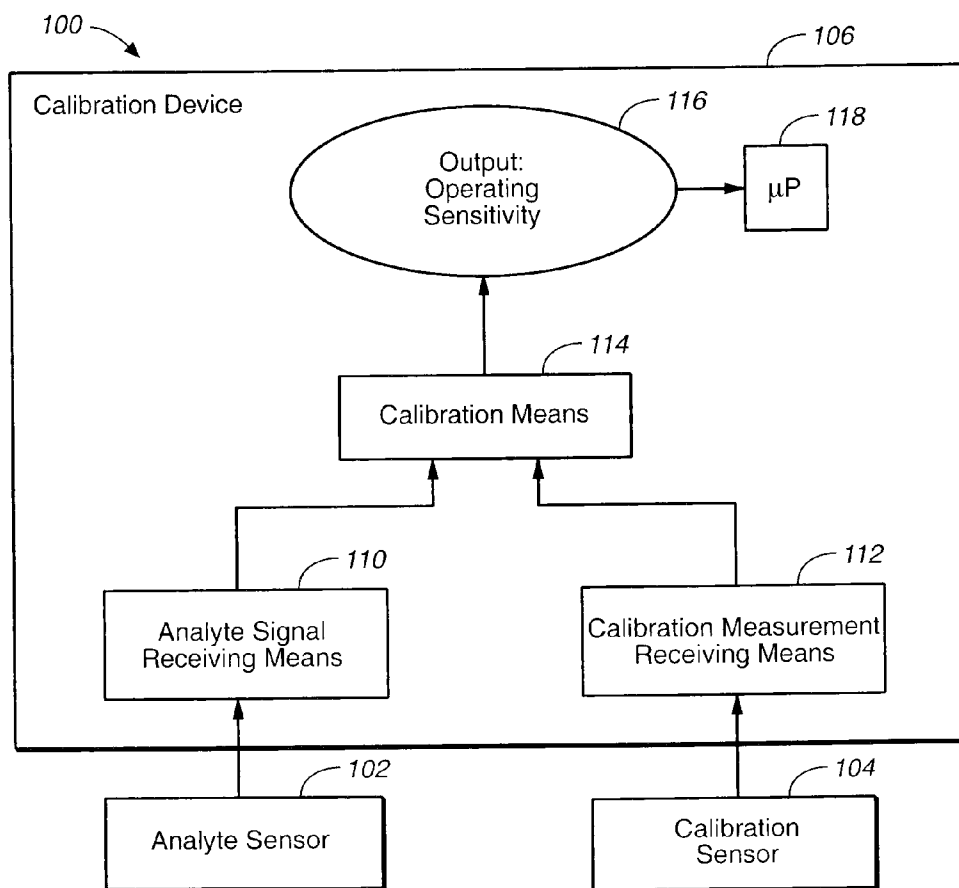 100
106
Calibration Device
116
118
Output:
Operating
Sensitivity
μP
114
Calibration Means
110
112
Analyte Signal
Receiving Means
Calibration Measurement
Receiving Means
102
104
Analyte Sensor
Calibration
Sensor